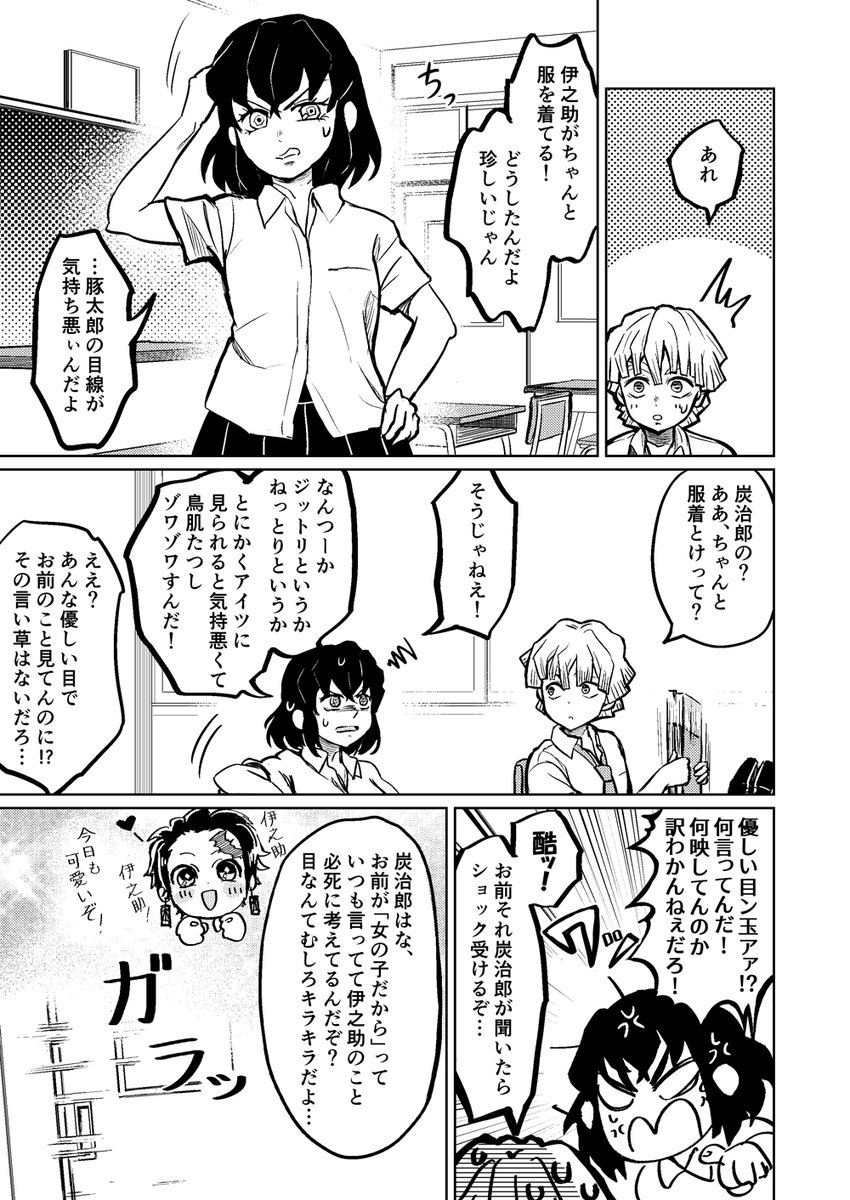 あれ
伊之助がちゃんと
服を着てる！
どうしたんだよ
珍しいじゃん
ちっ
…豚太郎の目線が
気持ち悪ぃんだよ
炭治郎の？
ああ、ちゃんと
服着とけって？
そうじゃねえ！
なんつーか
ジットリというか
ねっとりというか
とにかくアイツに
見られると気持悪くて
鳥肌たつし
ゾワゾワすんだ！
ええ？
あんな優しい目で
お前のこと見てんのに!?
その言い草はないだろ…
優しい目ン玉アァ!?
何言ってんだ！
何映してんのか
訳わかんねえだろ！
酷ッ！
お前それ炭治郎が聞いたら
ショック受けるぞ…
炭治郎はな、
お前が「女の子だから」って
いつも言ってて伊之助のこと
必死に考えてるんだぞ？
目なんてむしろキラキラだよ…
伊之助
伊之助！
今日も
可愛いぞ！
ガラッ